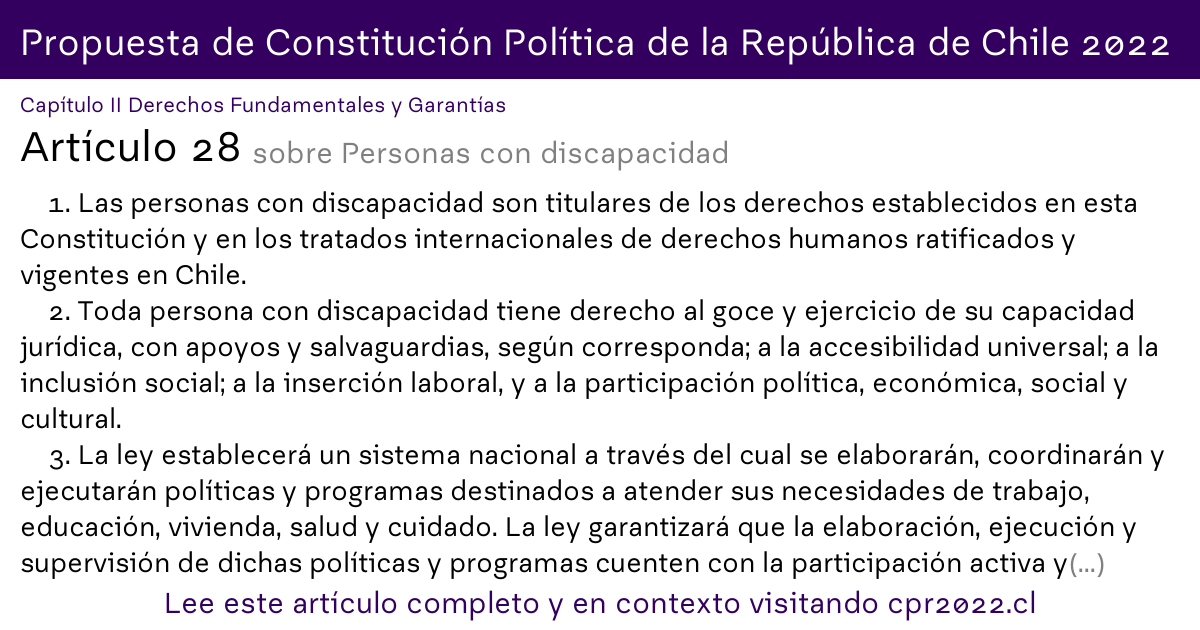 Propuesta de Constitución Política de la República de Chile 2022
Capítulo II Derechos Fundamentales y Garantías
Artículo 28 sobre Personas con discapacidad
1. Las personas con discapacidad son titulares de los derechos establecidos en esta
Constitución y en los tratados internacionales de derechos humanos ratificados y
vigentes en Chile.
2. Toda persona con discapacidad tiene derecho al goce y ejercicio de su capacidad
jurídica, con apoyos y salvaguardias, según corresponda; a la accesibilidad universal; a la
inclusión social; a la inserción laboral, y a la participación política, económica, social y
cultural.
3. La ley establecerá un sistema nacional a través del cual se elaborarán, coordinarán y
ejecutarán políticas y programas destinados a atender sus necesidades de trabajo,
educación, vivienda, salud y cuidado. La ley garantizará que la elaboración, ejecución y
supervisión de dichas políticas y programas cuenten con la participación activa y(...)
Lee este artículo completo y en contexto visitando cpr2022.cl